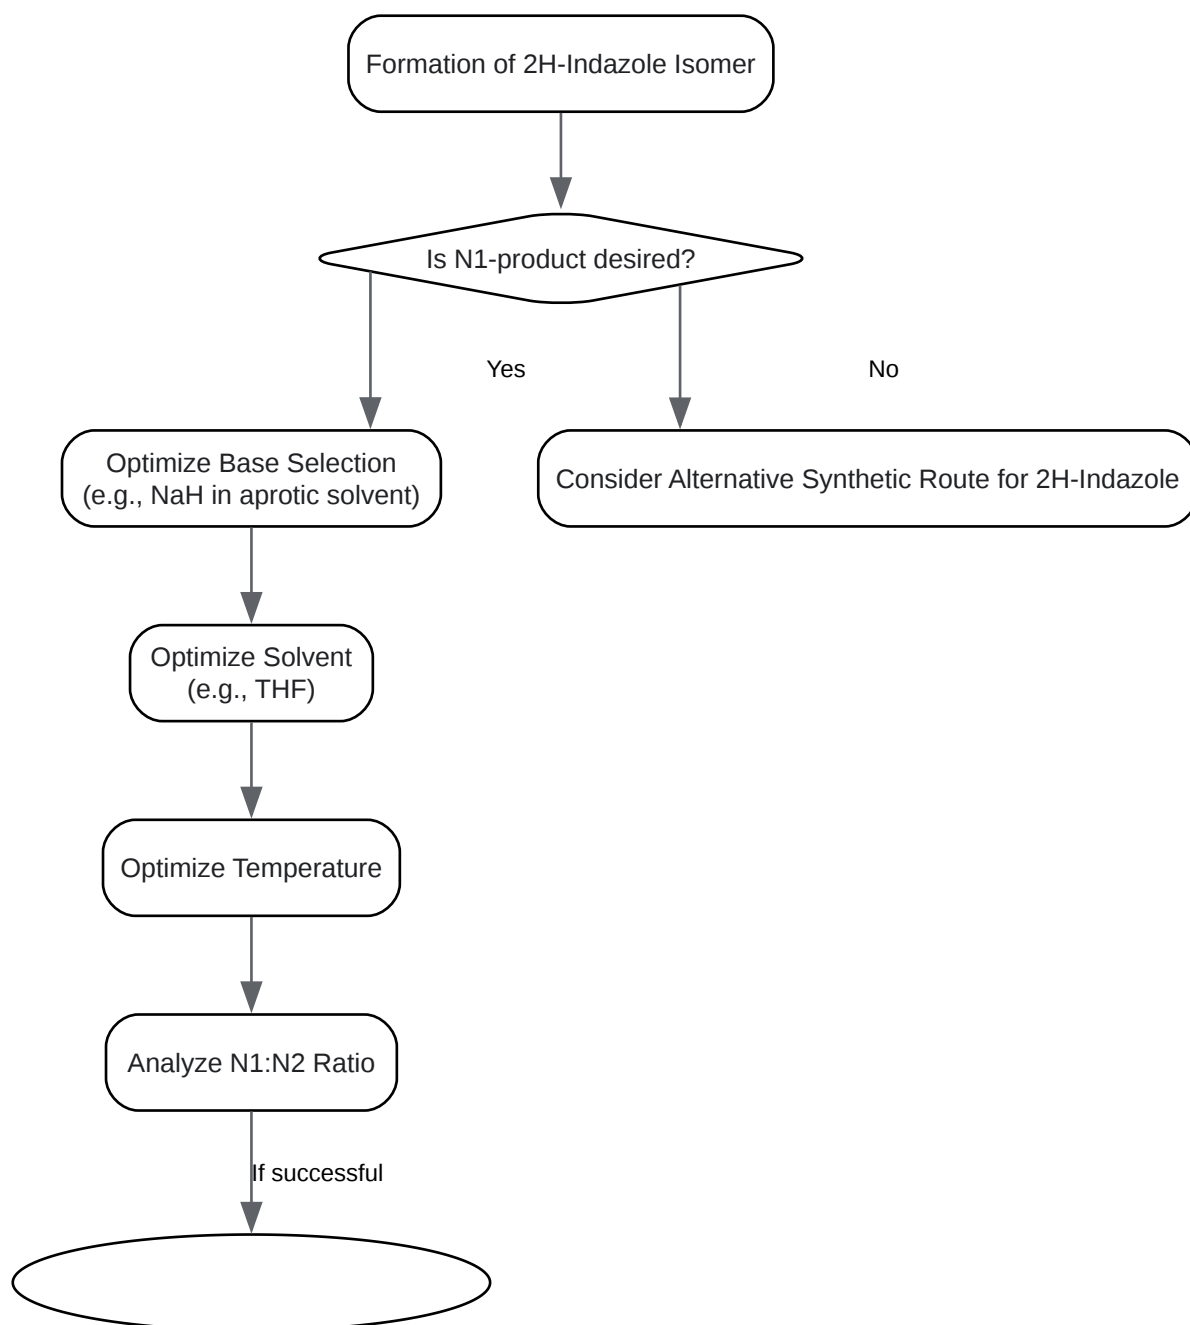 Formation of 2H-Indazole Isomer
Is N1-product desired?
Yes
No
Optimize Base Selection
(e.g., NaH in aprotic solvent)
Consider Alternative Synthetic Route for 2H-Indazole
Optimize Solvent
(e.g., THF)
Optimize Temperature
Analyze N1:N2 Ratio
If successful